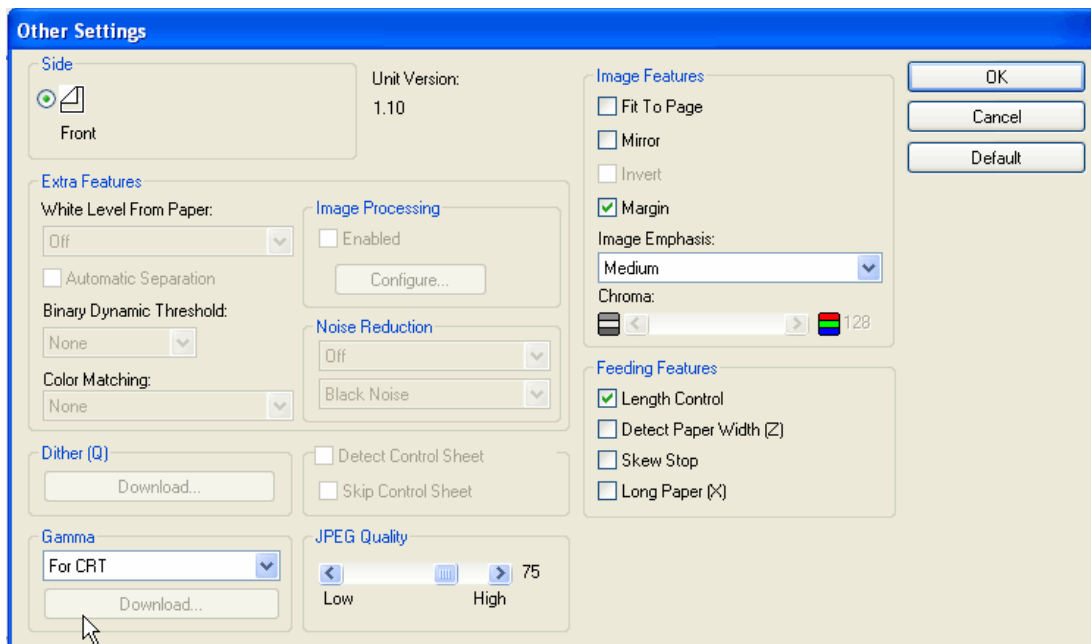 Other Settings
Side
Front
Unit Version:
1.10
Extra Features
White Level From Paper:
Off
Automatic Separation
Binary Dynamic Threshold:
None
Color Matching:
None
Image Processing
Enabled
Configure...
Noise Reduction
Off
Black Noise
Dither (Q)
Download...
Detect Control Sheet
Skip Control Sheet
Gamma
For CRT
Download...
JPEG Quality
75
Low High
Image Features
Fit To Page
Mirror
Invert
Margin
Image Emphasis:
Medium
Chroma:
128
Feeding Features
Length Control
Detect Paper Width (Z)
Skew Stop
Long Paper (X)
OK
Cancel
Default